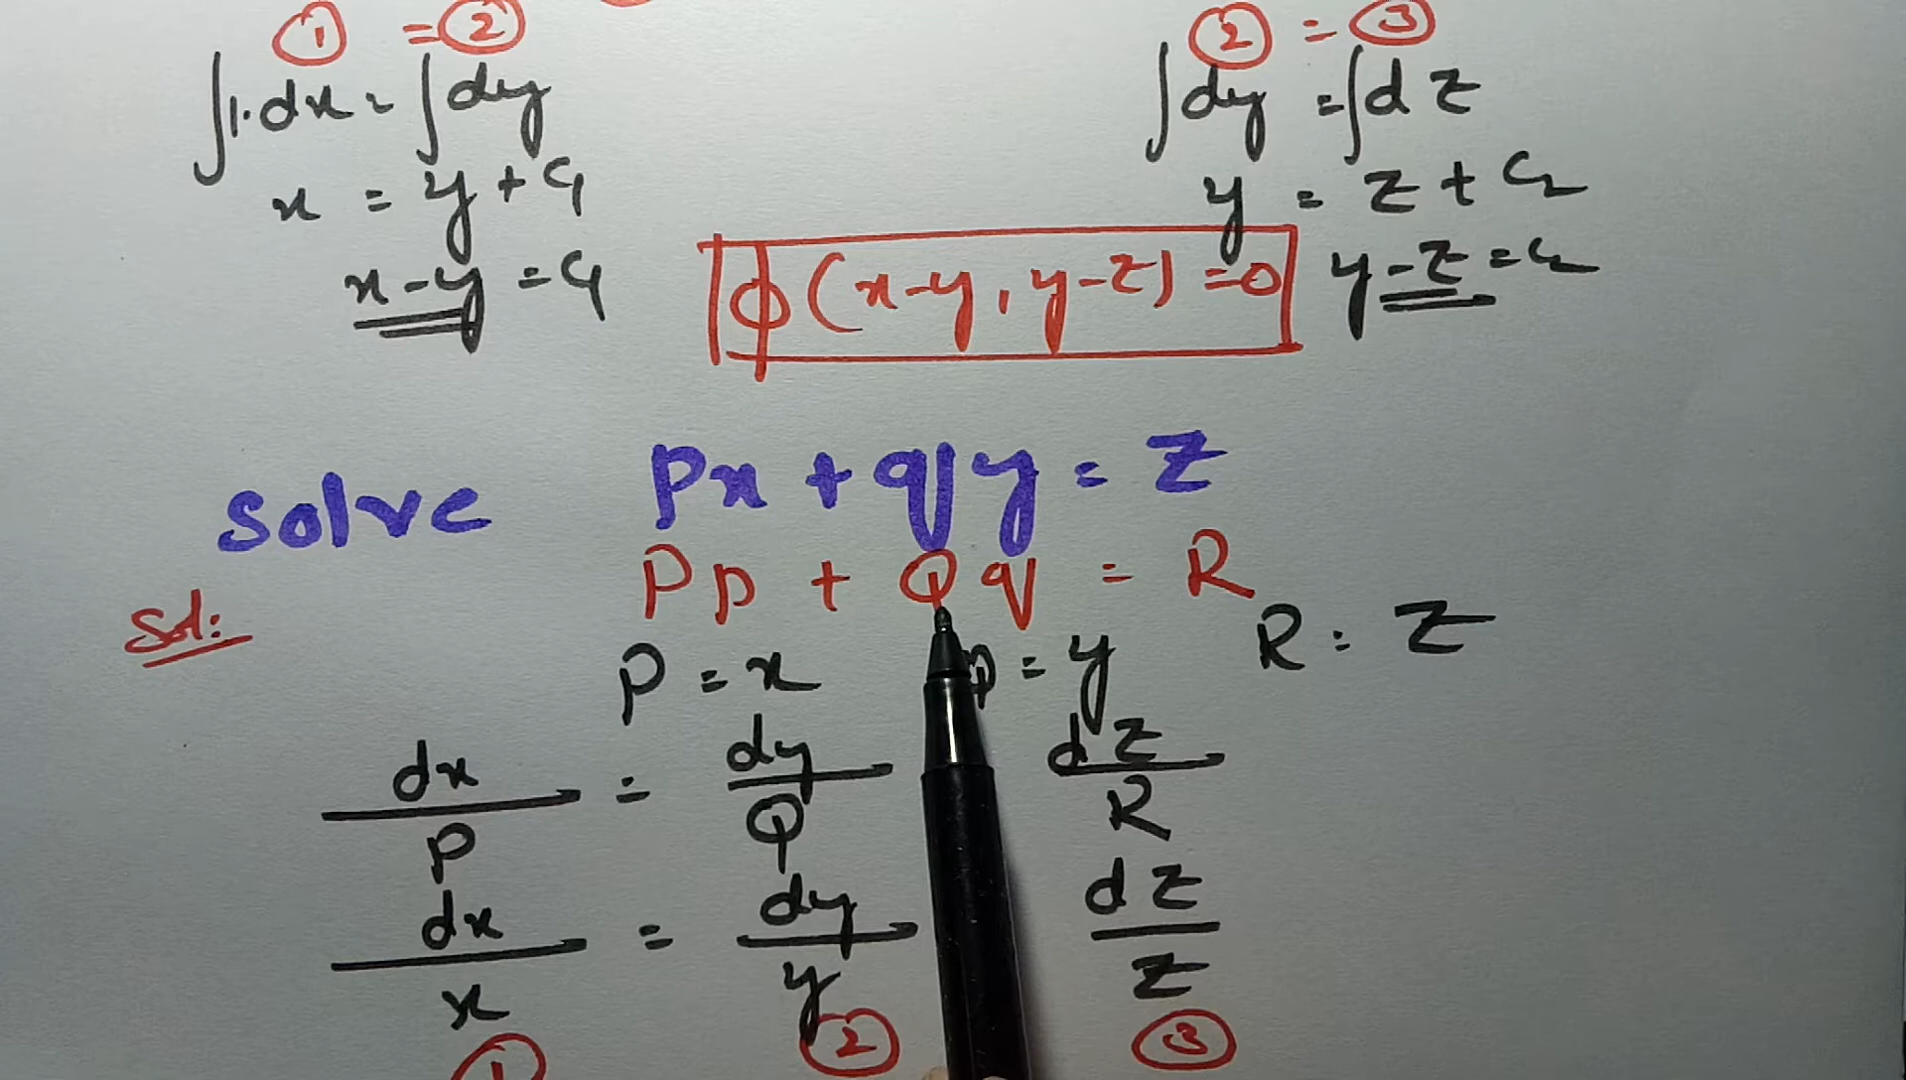 ① = ②
② = ③
∫1.dx = ∫dy
∫dy = ∫dz
x = y + c₁
y = z + c₂
x-y = c₁
ϕ(x-y, y-z) = 0
y-z = c₂
Solve px + qy = z
Pp + Qq = R
Sol:
P = x
= y
R = z
dx/P = dy/Q dz/R
dx/x = dy/y dz/z
① ② ③